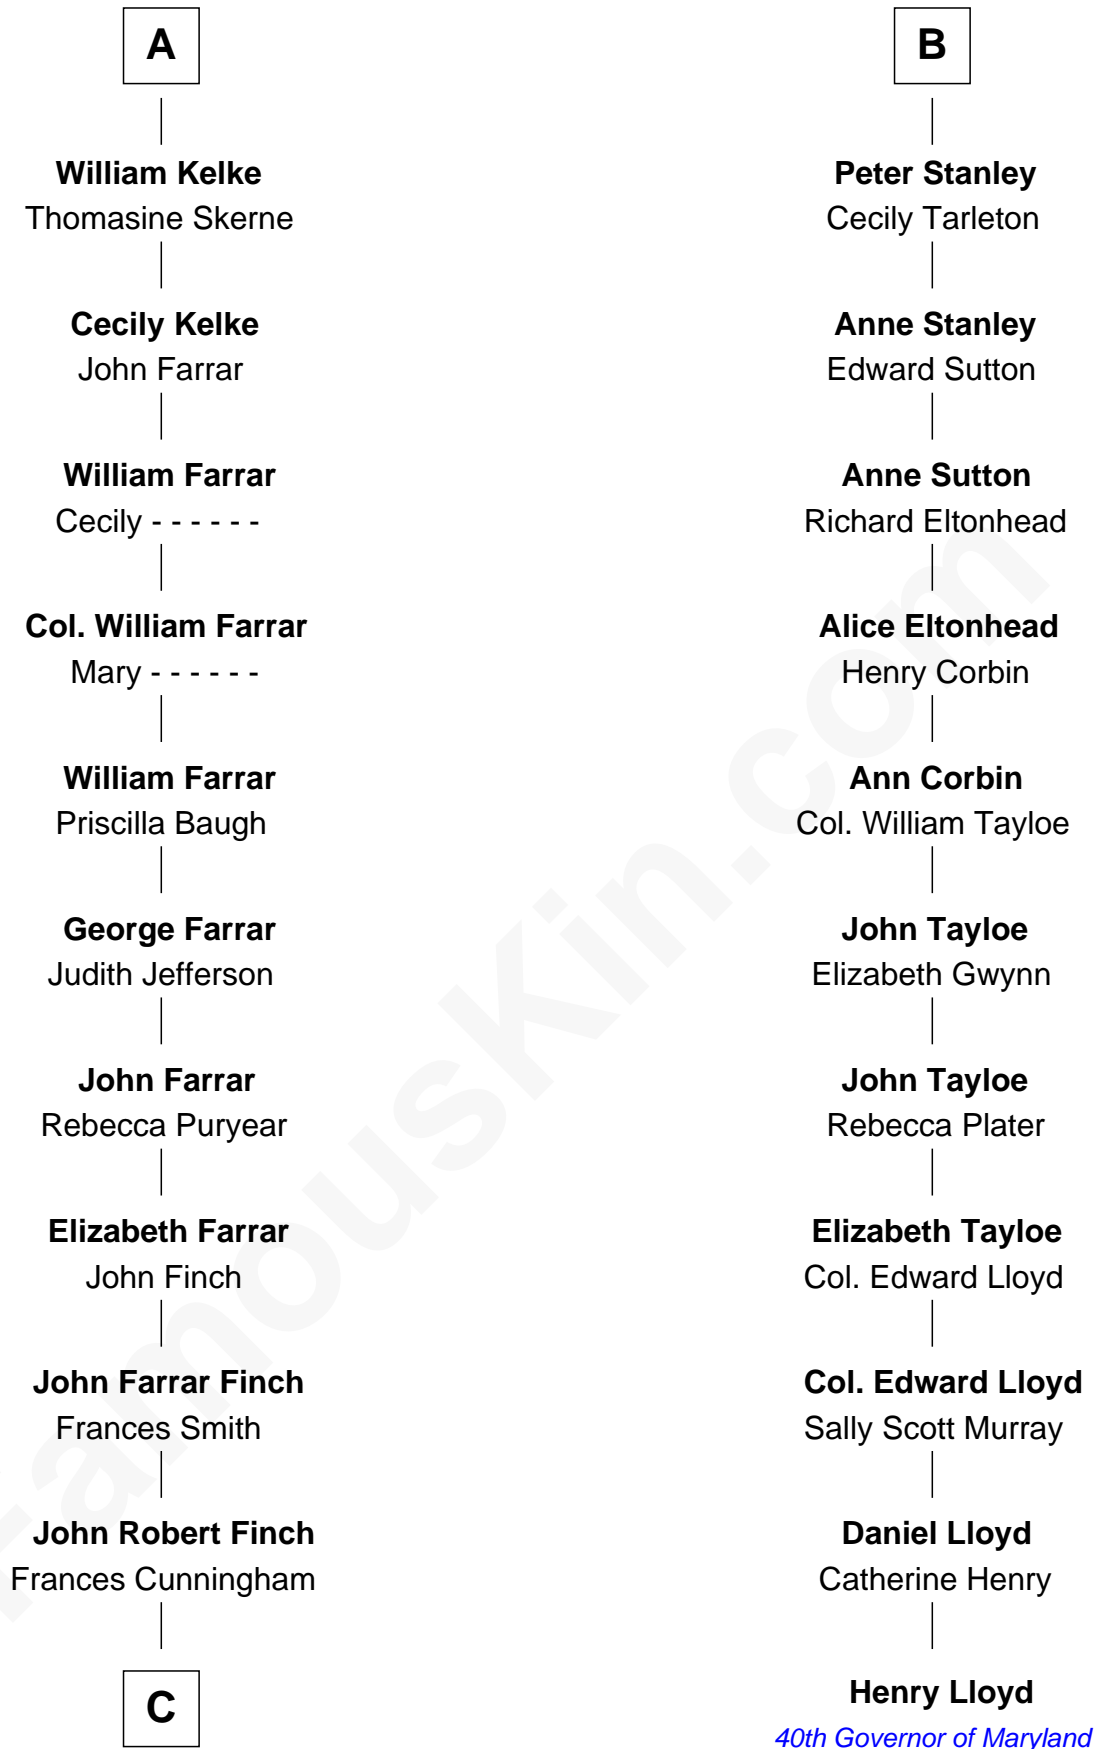 A
William Kelke
Thomasine Skerne
Cecily Kelke
John Farrar
William Farrar
Cecily - - - - - -
Col. William Farrar
Mary - - - - - -
William Farrar
Priscilla Baugh
George Farrar
Judith Jefferson
John Farrar
Rebecca Puryear
Elizabeth Farrar
John Finch
John Farrar Finch
Frances Smith
John Robert Finch
Frances Cunningham
C
B
Peter Stanley
Cecily Tarleton
Anne Stanley
Edward Sutton
Anne Sutton
Richard Eltonhead
Alice Eltonhead
Henry Corbin
Ann Corbin
Col. William Tayloe
John Tayloe
Elizabeth Gwynn
John Tayloe
Rebecca Plater
Elizabeth Tayloe
Col. Edward Lloyd
Col. Edward Lloyd
Sally Scott Murray
Daniel Lloyd
Catherine Henry
Henry Lloyd
40th Governor of Maryland
FamousKin.com